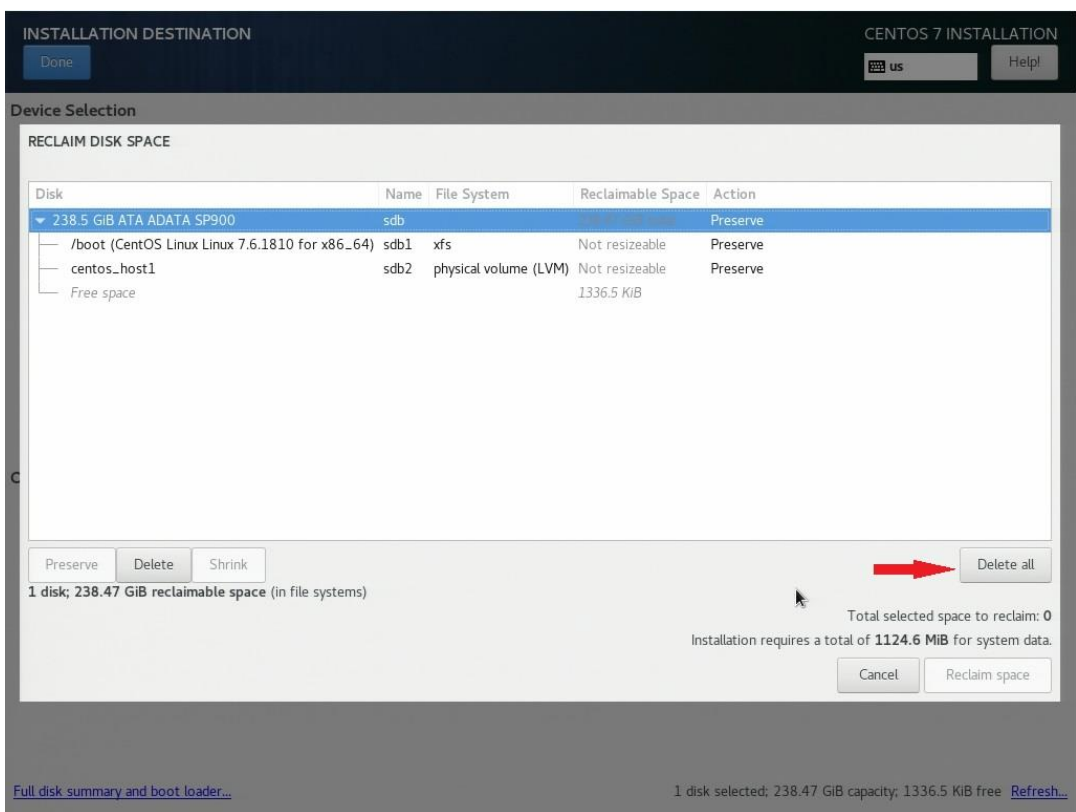 INSTALLATION DESTINATION
CENTOS 7 INSTALLATION
Done
us
Help!
Device Selection
RECLAIM DISK SPACE
Disk Name File System Reclaimable Space Action
238.5 GiB ATA ADATA SP900 sdb Preserve
/boot (CentOS Linux Linux 7.6.1810 for x86_64) sdb1 xfs Not resizeable Preserve
centos_host1 sdb2 physical volume (LVM) Not resizeable Preserve
Free space 1336.5 KiB
Preserve Delete Shrink Delete all
1 disk; 238.47 GiB reclaimable space (in file systems)
Total selected space to reclaim: 0
Installation requires a total of 1124.6 MiB for system data.
Cancel Reclaim space
Full disk summary and boot loader... 1 disk selected; 238.47 GiB capacity; 1336.5 KiB free Refresh...